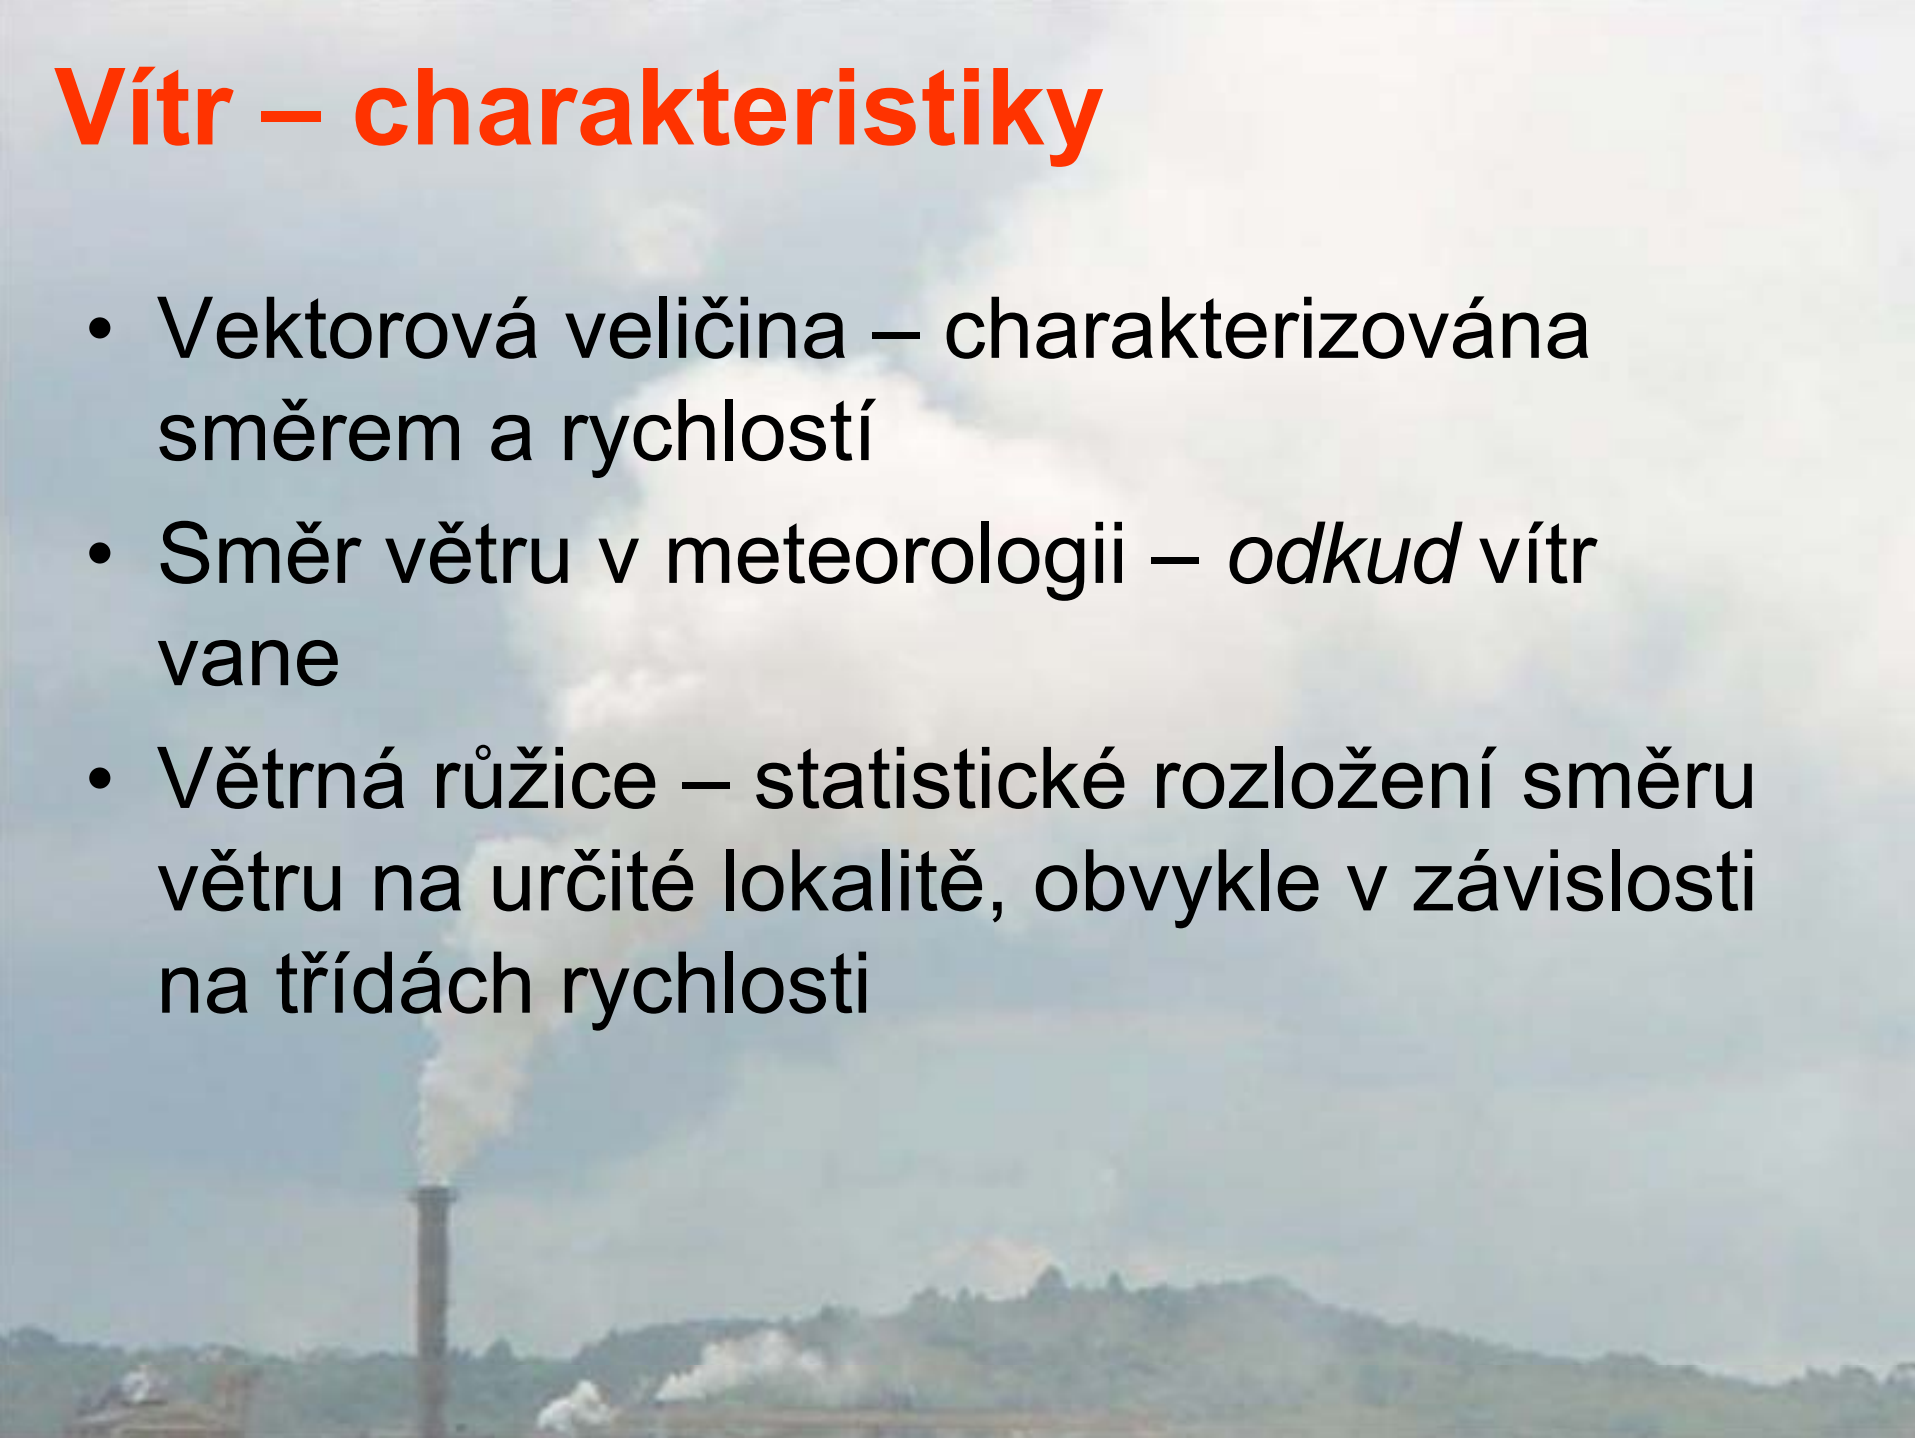 Vítr – charakteristiky
• Vektorová veličina – charakterizována
směrem a rychlostí
• Směr větru v meteorologii – odkud vítr
vane
• Větrná růžice – statistické rozložení směru
větru na určité lokalitě, obvykle v závislosti
na třídách rychlosti